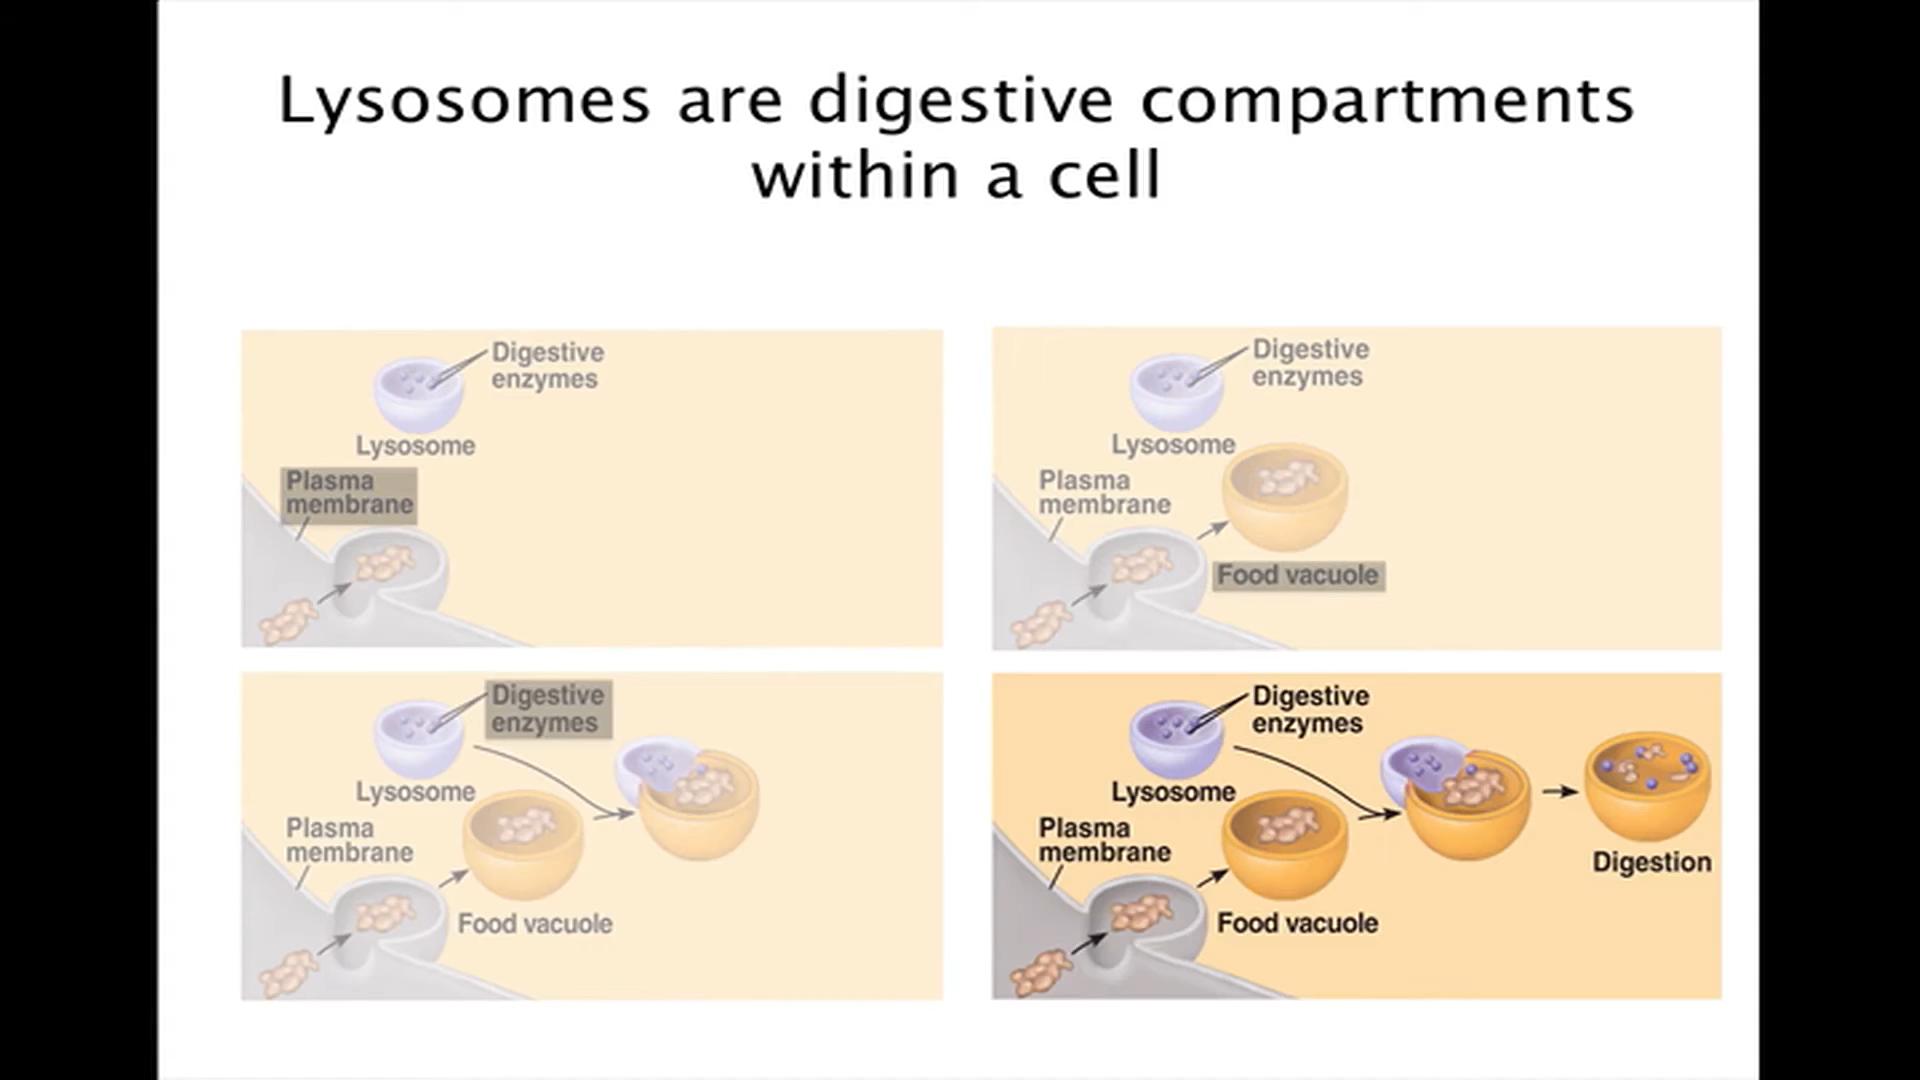 Lysosomes are digestive compartments
within a cell
Digestive
enzymes
Lysosome
Plasma
membrane
Digestive
enzymes
Lysosome
Plasma
membrane
Food vacuole
Digestive
enzymes
Lysosome
Plasma
membrane
Food vacuole
Digestive
enzymes
Lysosome
Plasma
membrane
Food vacuole
Digestion